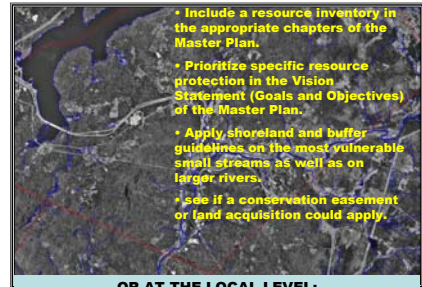 • Include a resource inventory in
the appropriate chapters of the
Master Plan.
• Prioritize specific resource
protection in the Vision
Statement (Goals and Objectives)
of the Master Plan.
• Apply shoreland and buffer
guidelines on the most vulnerable
small streams as well as on
larger rivers.
• see if a conservation easement
or land acquisition could apply.
OR AT THE LOCAL LEVEL: